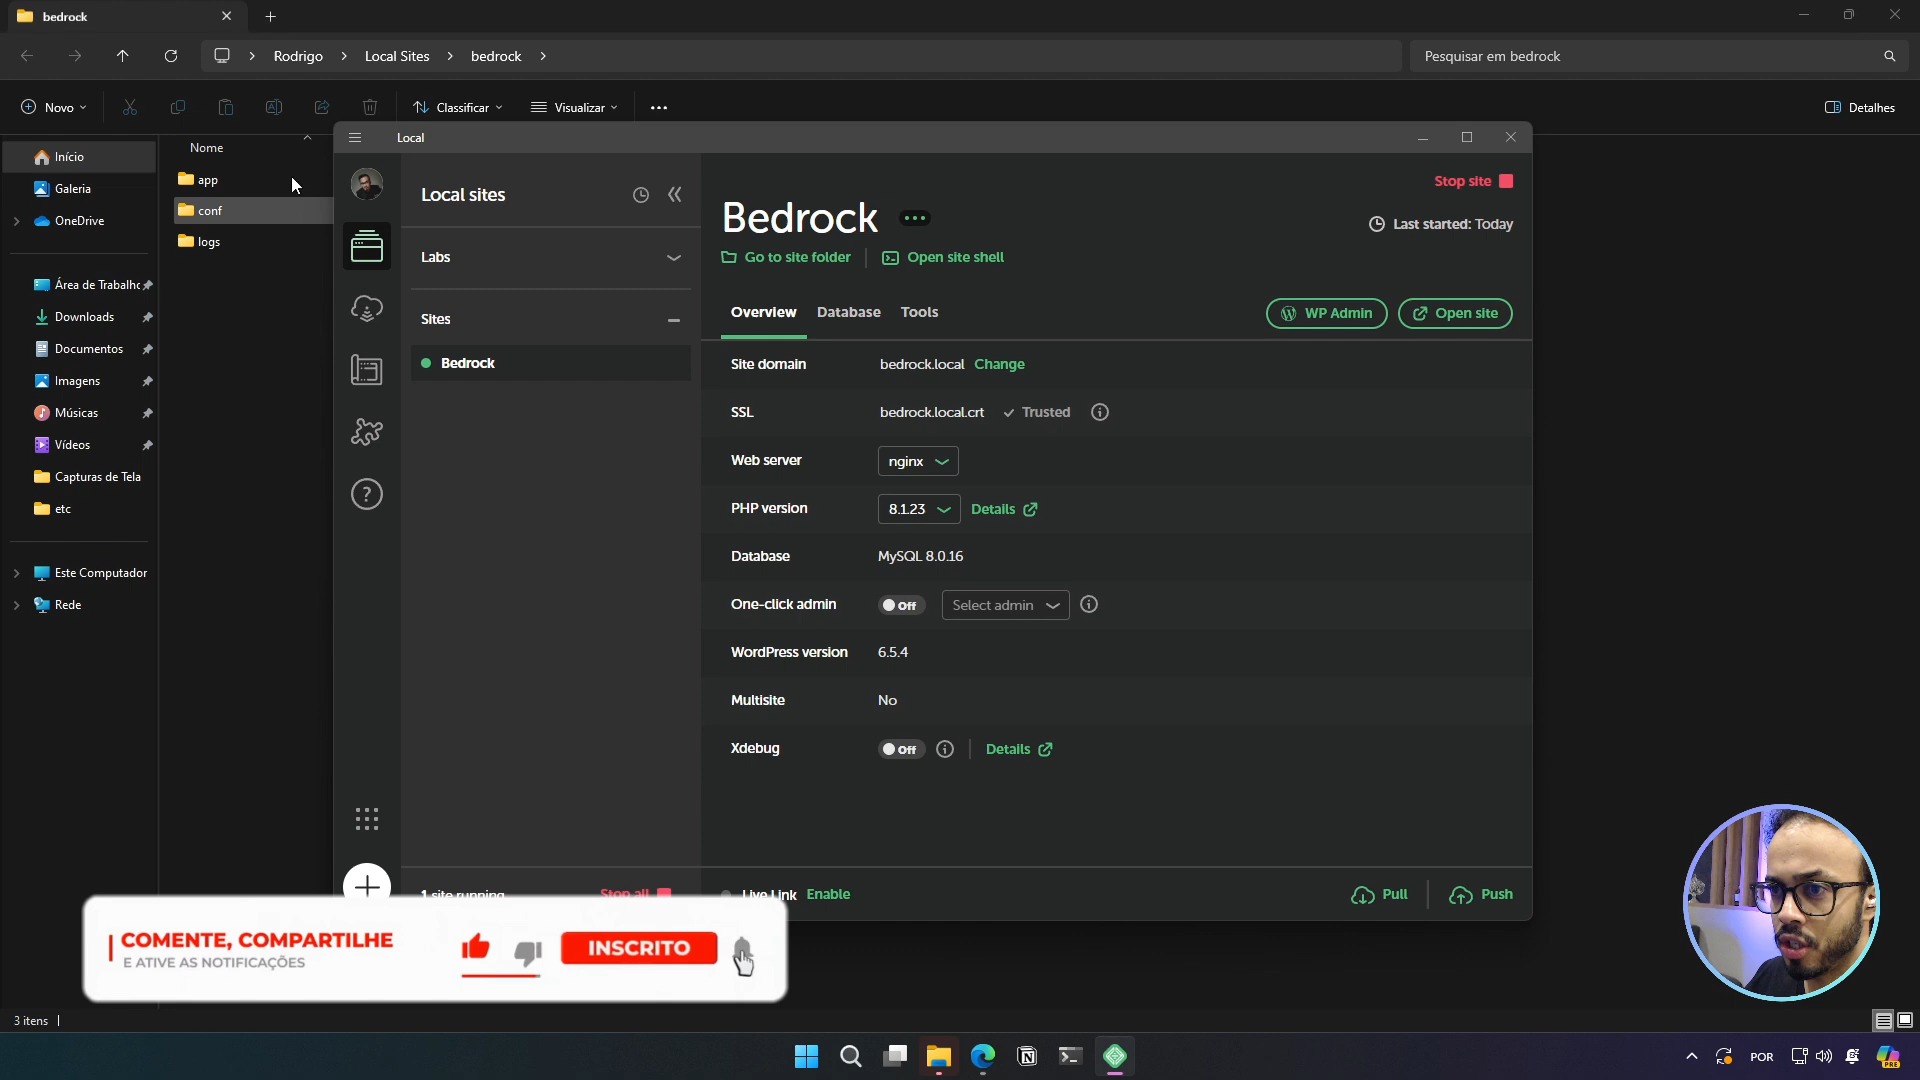 bedrock
Rodrigo
Local Sites
bedrock
Pesquisar em bedrock
Novo
Classificar
Visualizar
Detalhes
Início
Galeria
OneDrive
Área de Trabalho
Downloads
Documentos
Imagens
Músicas
Vídeos
Capturas de Tela
etc
Este Computador
Rede
Nome
app
conf
logs
Local
Local sites
Labs
Sites
Bedrock
1 site running
Stop all
Stop site
Bedrock
Last started: Today
Go to site folder
Open site shell
Overview
Database
Tools
WP Admin
Open site
Site domain
bedrock.local Change
SSL
bedrock.local.crt
Trusted
Web server
nginx
PHP version
8.1.23
Details
Database
MySQL 8.0.16
One-click admin
Off
Select admin
WordPress version
6.5.4
Multisite
No
Xdebug
Off
Details
Live Link Enable
Pull
Push
COMENTE, COMPARTILHE
E ATIVE AS NOTIFICAÇÕES
INSCRITO
3 itens
POR
PRE